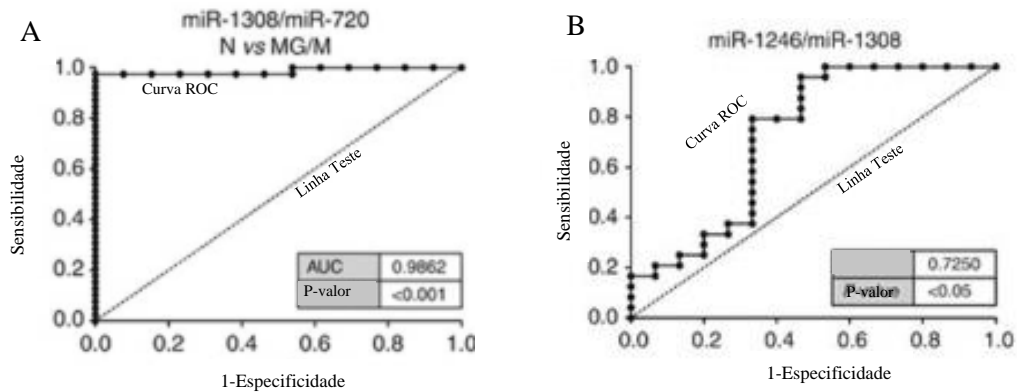 A
miR-1308/miR-720
N vs MG/M
1.0
0.8
0.6
0.4
0.2
0.0
Sensibilidade
Curva ROC
Linha Teste
AUC 0.9862
P-valor <0.001
0.0 0.2 0.4 0.6 0.8 1.0
1-Especificidade
B
miR-1246/miR-1308
1.0
0.8
0.6
0.4
0.2
0.0
Sensibilidade
Curva ROC
Linha Teste
0.7250
P-valor <0.05
0.0 0.2 0.4 0.6 0.8 1.0
1-Especificidade